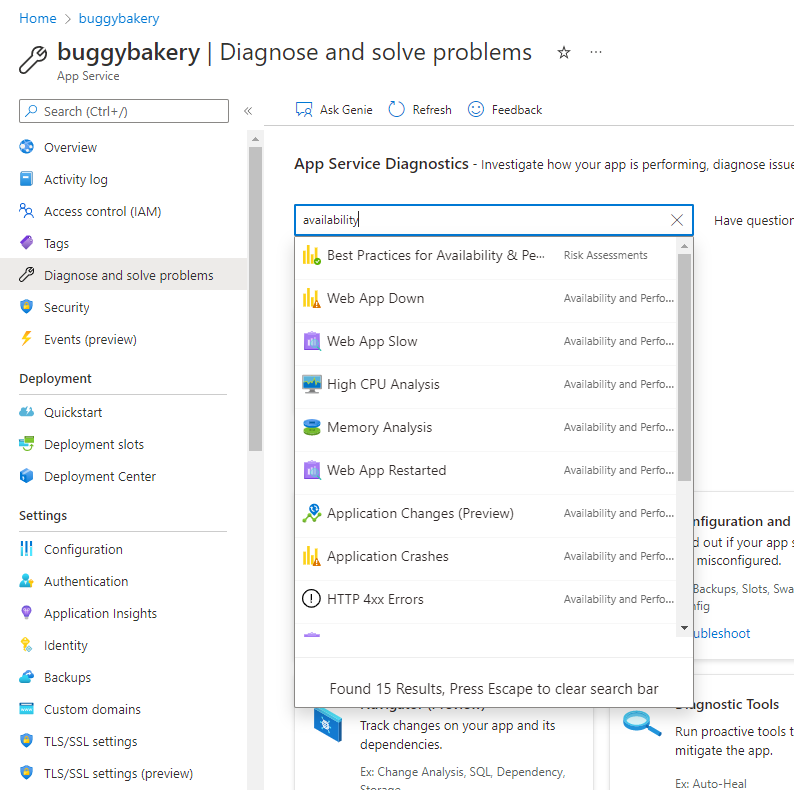 Home > buggybakery
buggybakery | Diagnose and solve problems ☆ ···
App Service
Search (Ctrl+/)
«
Overview
Activity log
Access control (IAM)
Tags
Diagnose and solve problems
Security
Events (preview)
Deployment
Quickstart
Deployment slots
Deployment Center
Settings
Configuration
Authentication
Application Insights
Identity
Backups
Custom domains
TLS/SSL settings
TLS/SSL settings (preview)
Ask Genie Refresh Feedback
App Service Diagnostics - Investigate how your app is performing, diagnose issue
availability
Have question
Best Practices for Availability & Pe... Risk Assessments
Web App Down Availability and Perfo...
Web App Slow Availability and Perfo...
High CPU Analysis Availability and Perfo...
Memory Analysis Availability and Perfo...
Web App Restarted Availability and Perfo...
Application Changes (Preview) Availability and Perfo...
Application Crashes Availability and Perfo...
HTTP 4xx Errors Availability and Perfo...
Found 15 Results, Press Escape to clear search bar
nfiguration and
d out if your app s
misconfigured.
Backups, Slots, Swa
nfig
ubleshoot
Navigator (Preview)
Track changes on your app and its
dependencies.
Ex: Change Analysis, SQL, Dependency,
Storage
Diagnostic Tools
Run proactive tools t
mitigate the app.
Ex: Auto-Heal